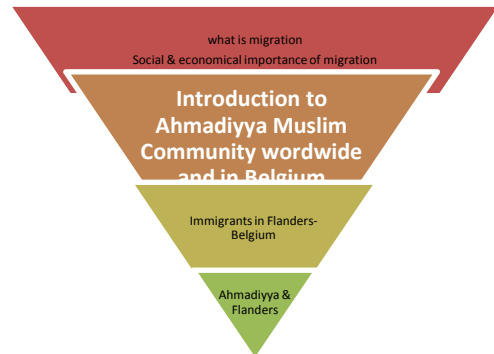 what is migration
Social & economical importance of migration
Introduction to
Ahmadiyya Muslim
Community wordwide
and in Belgium
Immigrants in Flanders-
Belgium
Ahmadiyya &
Flanders